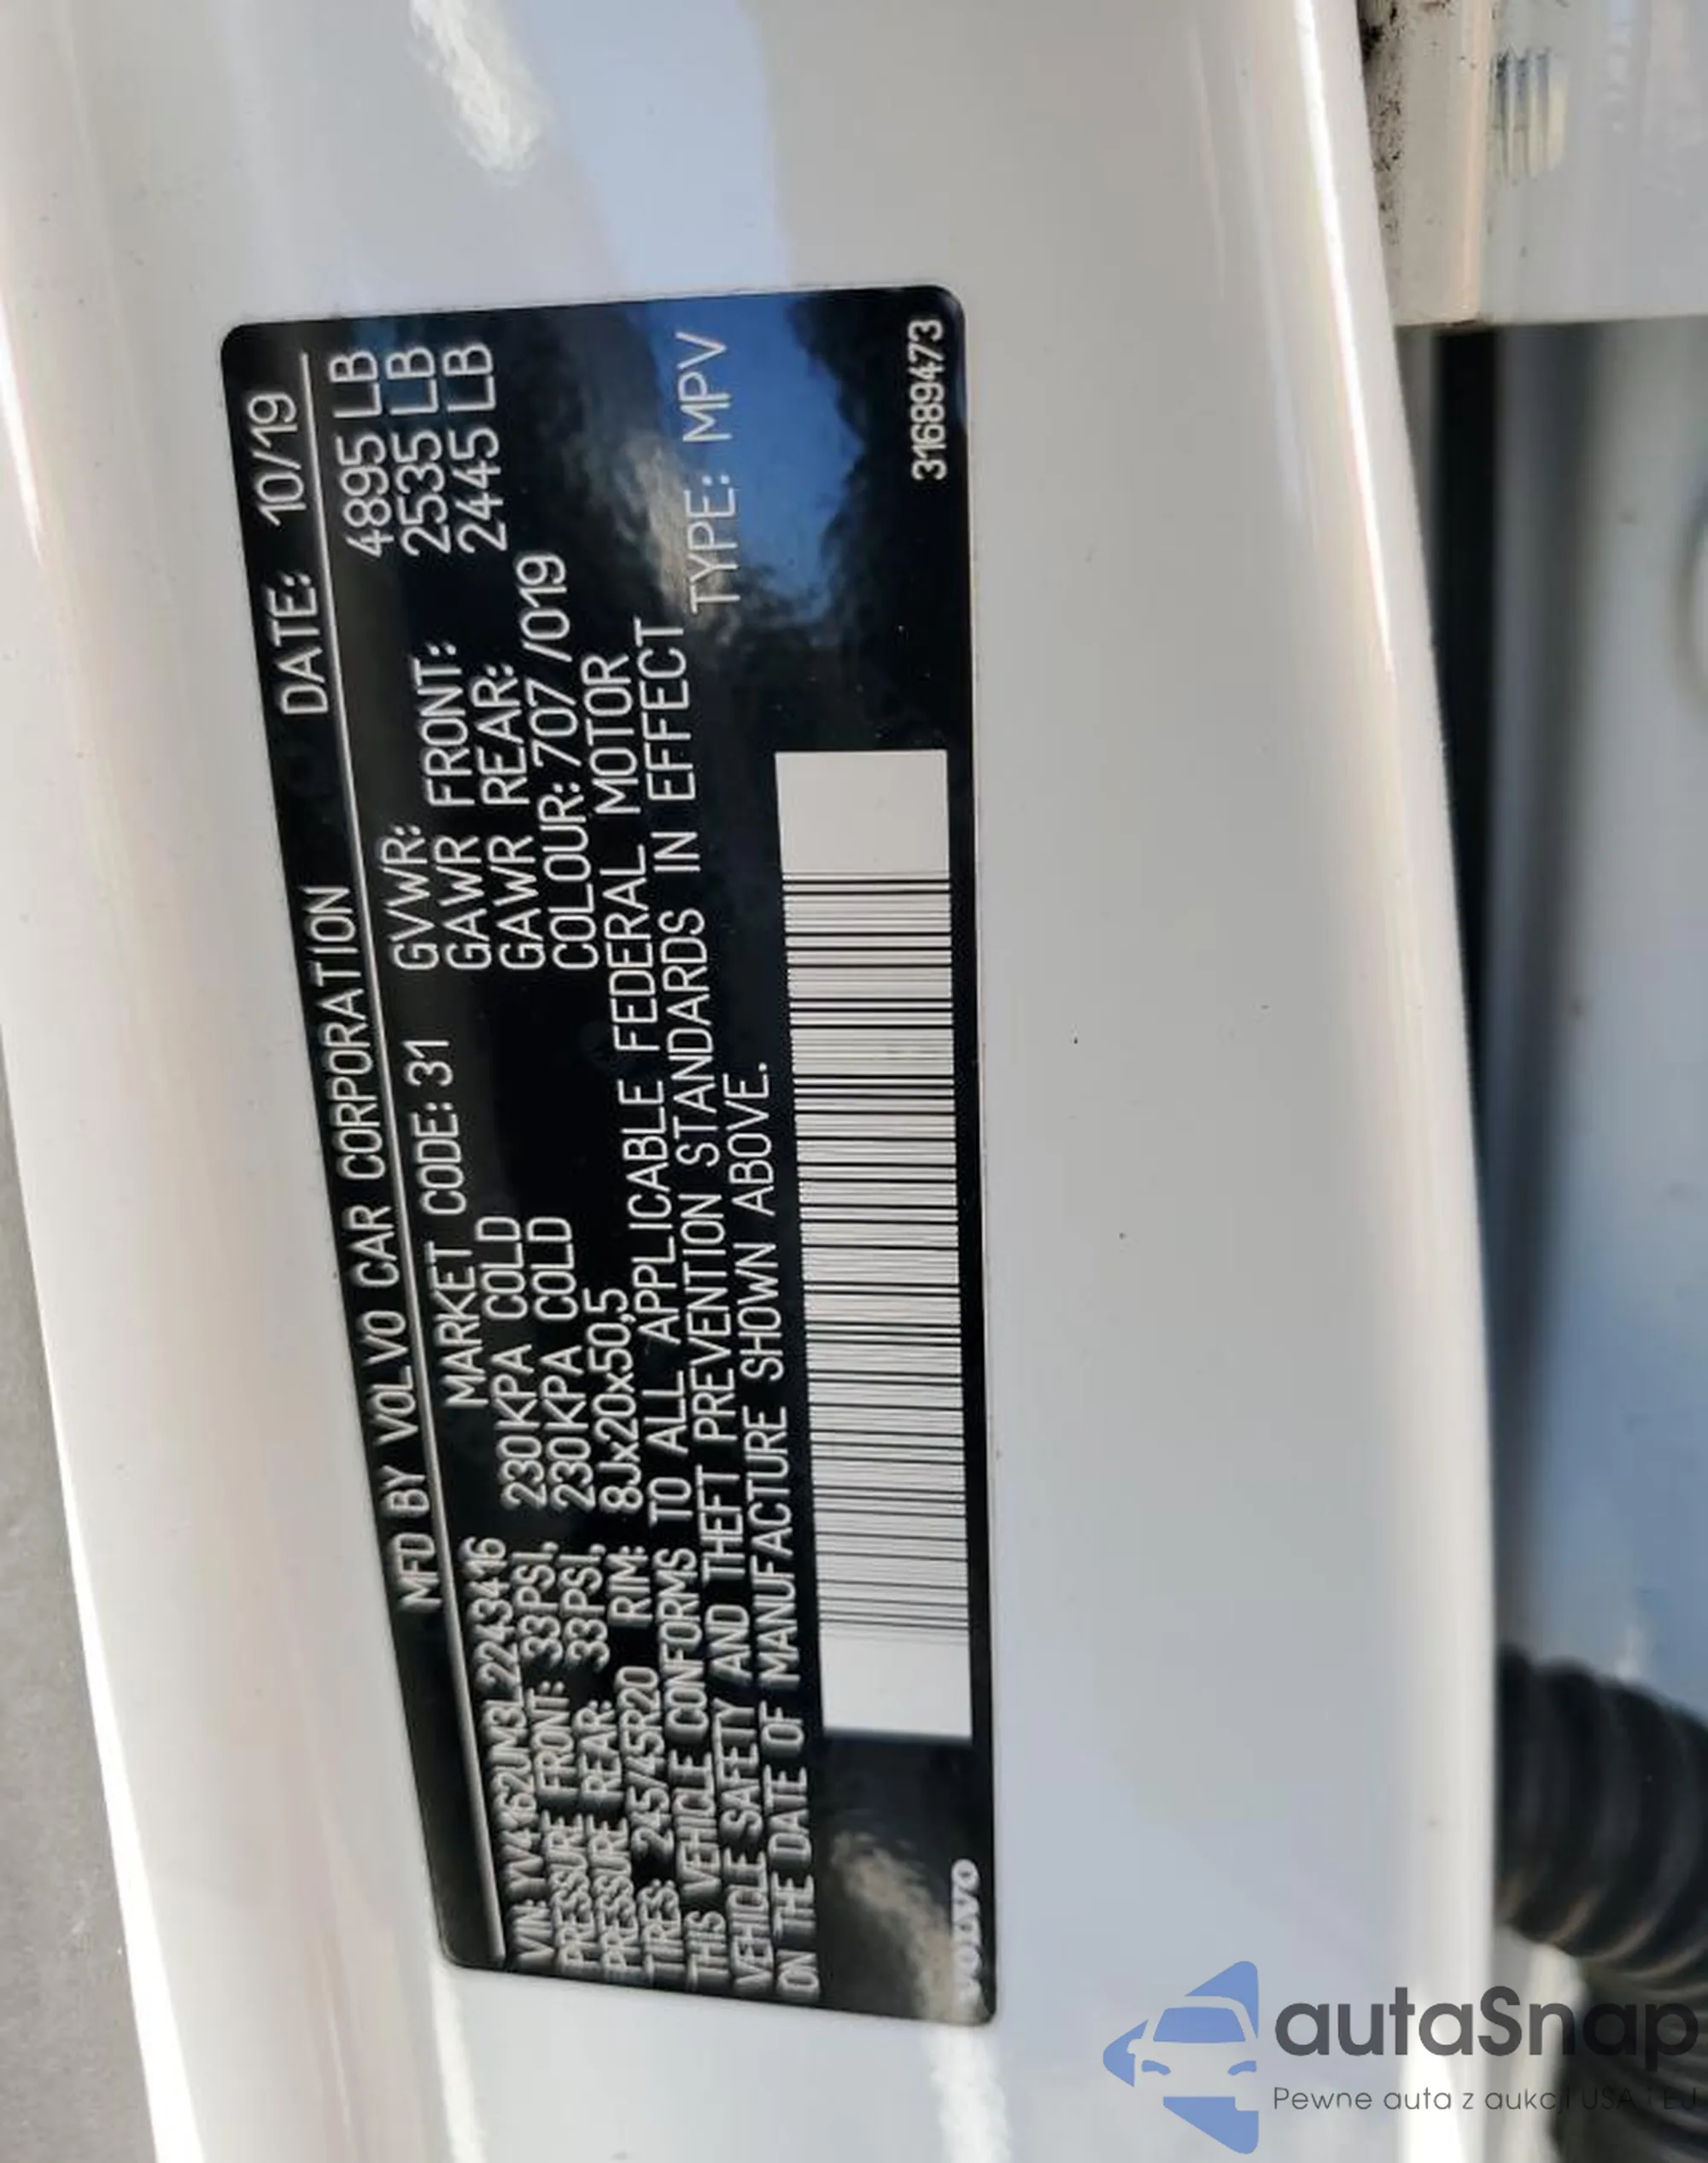 MFD BY VOLVO CAR CORPORATION DATE: 10/19
VIN: YV4162UM3L2243416 MARKET CODE: 31 GVWR: 4895 LB
PRESSURE FRONT: 33PSI, 230KPA COLD GAWR FRONT: 2535 LB
PRESSURE REAR: 33PSI, 230KPA COLD GAWR REAR: 2445 LB
TIRES: 245/45R20 RIM: 8Jx20x50,5 COLOUR: 707 /019
THIS VEHICLE CONFORMS TO ALL APPLICABLE FEDERAL MOTOR
VEHICLE SAFETY AND THEFT PREVENTION STANDARDS IN EFFECT
ON THE DATE OF MANUFACTURE SHOWN ABOVE. TYPE: MPV
VOLVO 31689473
autaSnap
Pewne auta z aukcji USA i EJ